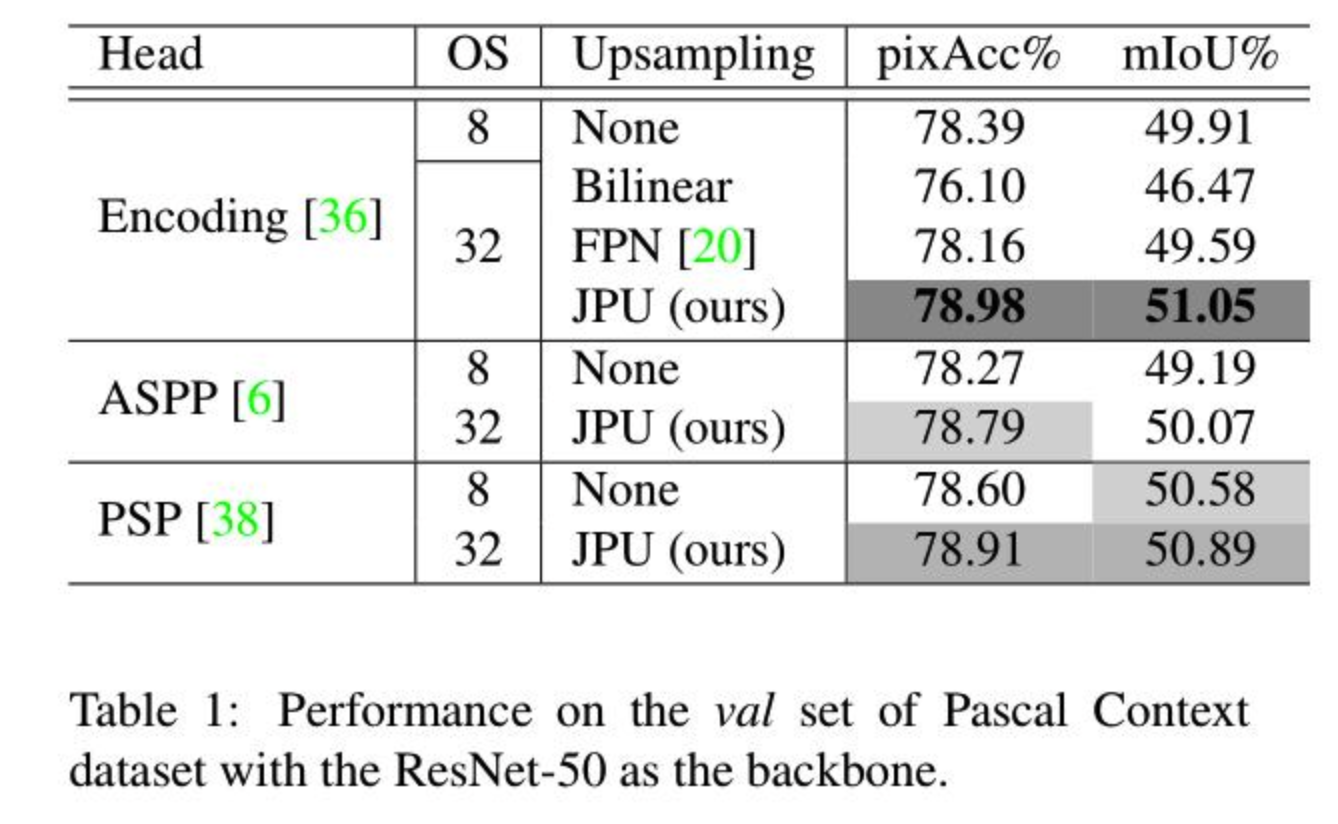 Head OS Upsampling pixAcc% mIoU%
Encoding [36] 8 None 78.39 49.91
32 Bilinear 76.10 46.47
FPN [20] 78.16 49.59
JPU (ours) 78.98 51.05
ASPP [6] 8 None 78.27 49.19
32 JPU (ours) 78.79 50.07
PSP [38] 8 None 78.60 50.58
32 JPU (ours) 78.91 50.89
Table 1: Performance on the val set of Pascal Context
dataset with the ResNet-50 as the backbone.